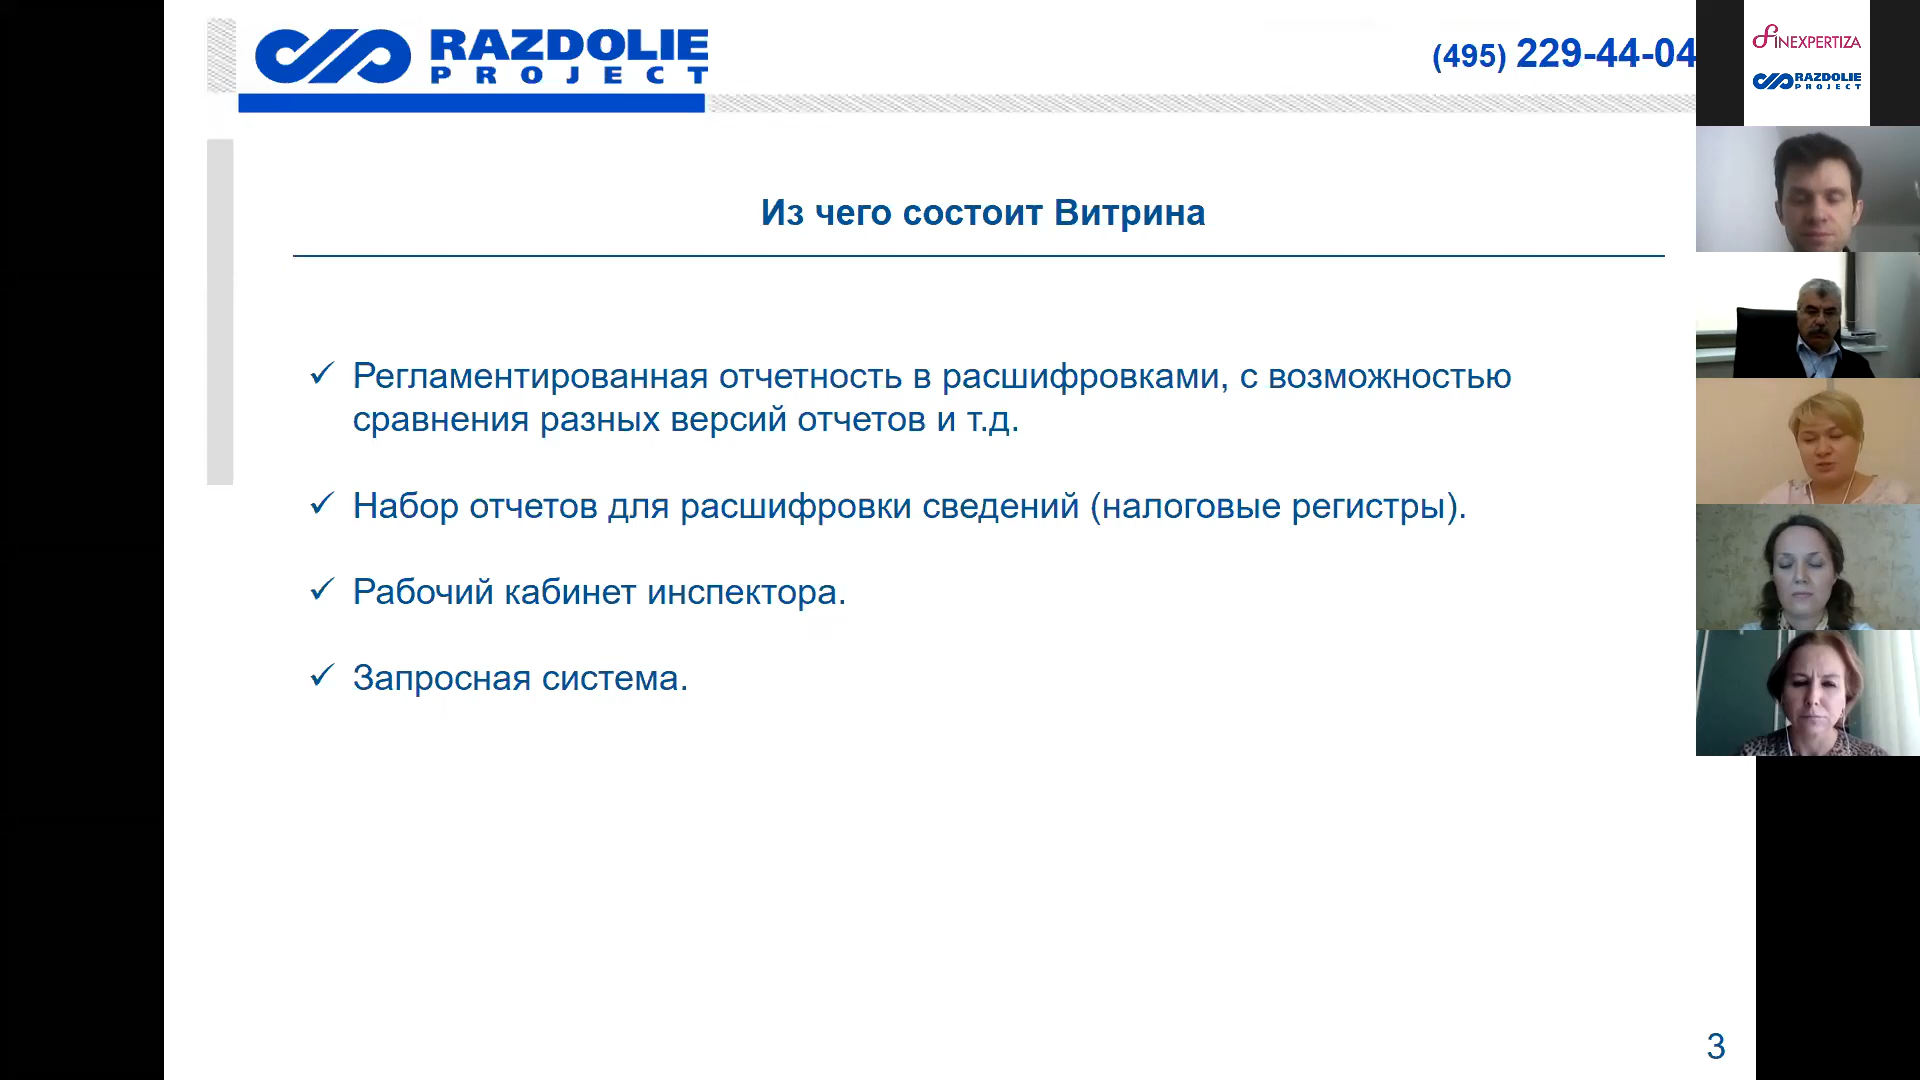 RAZDOLIE
PROJECT
(495) 229-44-04
FINEXPERTIZA
RAZDOLIE
PROJECT
Из чего состоит Витрина
✓ Регламентированная отчетность в расшифровками, с возможностью
сравнения разных версий отчетов и т.д.
✓ Набор отчетов для расшифровки сведений (налоговые регистры).
✓ Рабочий кабинет инспектора.
✓ Запросная система.
3